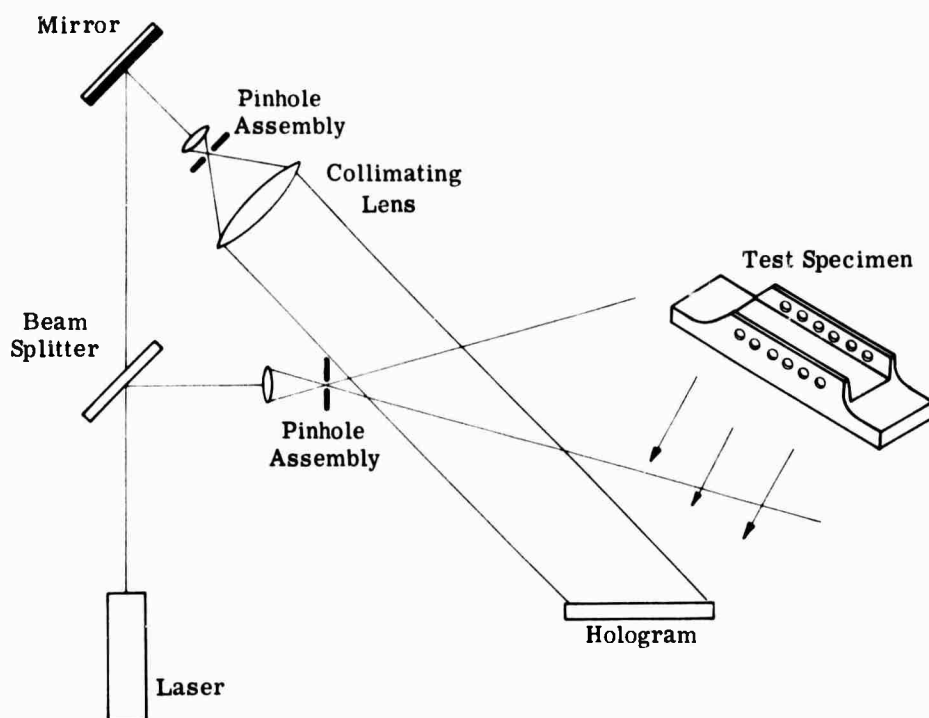 Mirror
Pinhole
Assembly
Collimating
Lens
Test Specimen
Beam
Splitter
Pinhole
Assembly
Hologram
Laser